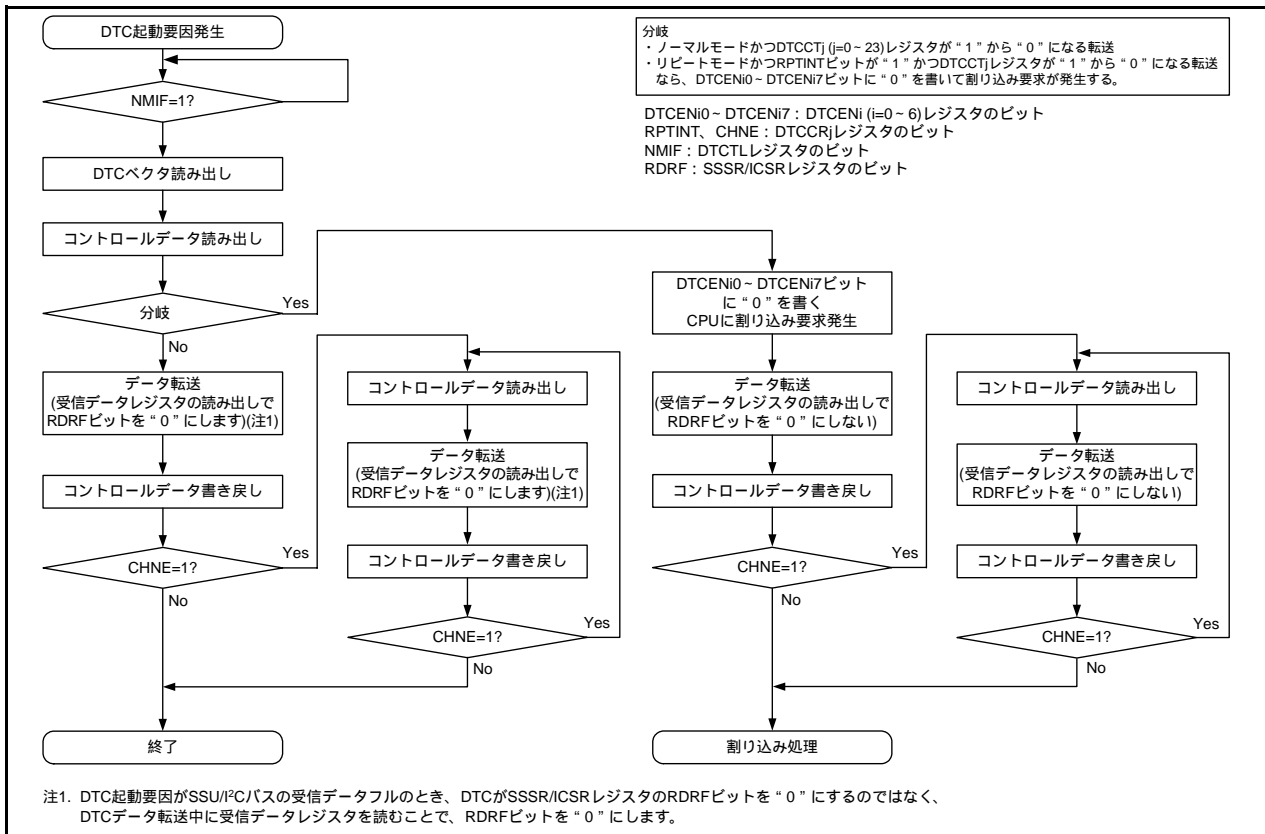 DTC起動要因発生
NMIF=1?
DTCベクタ読み出し
コントロールデータ読み出し
分岐
Yes
No
データ転送
(受信データレジスタの読み出しで
RDRFビットを“0”にします)(注1)
コントロールデータ書き戻し
CHNE=1?
Yes
No
終了
コントロールデータ読み出し
データ転送
(受信データレジスタの読み出しで
RDRFビットを“0”にします)(注1)
コントロールデータ書き戻し
CHNE=1?
Yes
No
分岐
・ノーマルモードかつDTCCTj (j=0~23)レジスタが“1”から“0”になる転送
・リピートモードかつRPTINTビットが“1”かつDTCCTjレジスタが“1”から“0”になる転送
なら、DTCENi0~DTCENi7ビットに“0”を書いて割り込み要求が発生する。
DTCENi0~DTCENi7：DTCENi (i=0~6)レジスタのビット
RPTINT、CHNE：DTCCRjレジスタのビット
NMIF：DTCTLレジスタのビット
RDRF：SSSR/ICSRレジスタのビット
DTCENi0~DTCENi7ビット
に“0”を書く
CPUに割り込み要求発生
データ転送
(受信データレジスタの読み出しで
RDRFビットを“0”にしない)
コントロールデータ書き戻し
CHNE=1?
Yes
No
割り込み処理
コントロールデータ読み出し
データ転送
(受信データレジスタの読み出しで
RDRFビットを“0”にしない)
コントロールデータ書き戻し
CHNE=1?
Yes
No
注1. DTC起動要因がSSU/I²Cバスの受信データフルのとき、DTCがSSSR/ICSRレジスタのRDRFビットを“0”にするのではなく、
DTCデータ転送中に受信データレジスタを読むことで、RDRFビットを“0”にします。